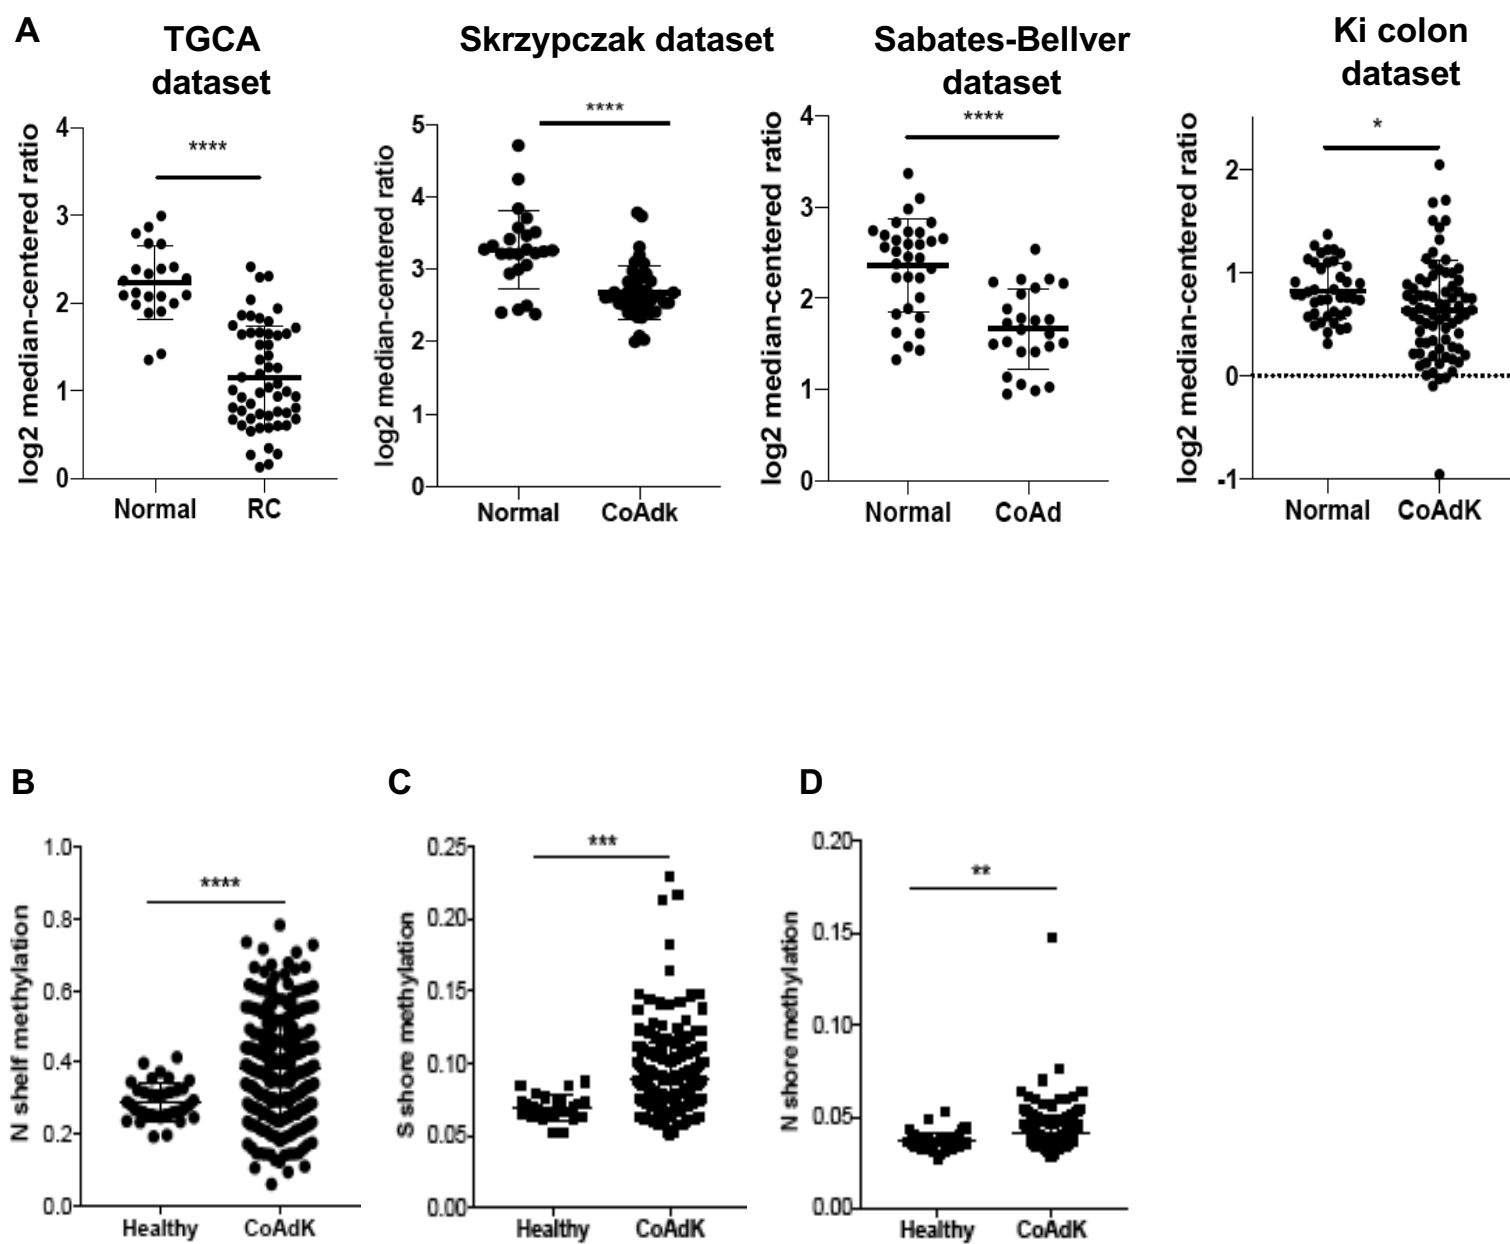 A
TGCA
dataset
Skrzypczak dataset
Sabates-Bellver
dataset
Ki colon
dataset
log2 median-centered ratio
4
3
2
1
0
****
Normal
RC
log2 median-centered ratio
5
4
3
2
1
0
****
Normal
CoAdk
log2 median-centered ratio
4
3
2
1
0
****
Normal
CoAd
log2 median-centered ratio
2
1
0
-1
*
Normal
CoAdK
B
N shelf methylation
1.0
0.8
0.6
0.4
0.2
0.0
****
Healthy
CoAdK
C
S shore methylation
0.25
0.20
0.15
0.10
0.05
0.00
***
Healthy
CoAdK
D
N shore methylation
0.20
0.15
0.10
0.05
0.00
**
Healthy
CoAdK